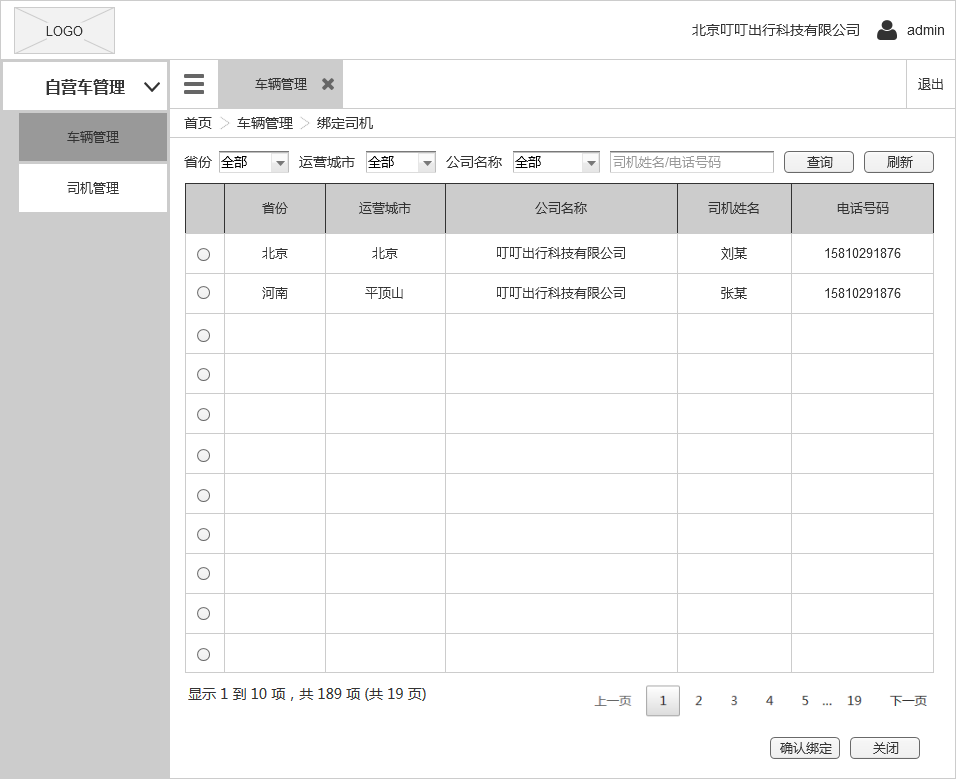 LOGO
北京叮叮出行科技有限公司 admin
自营车管理 车辆管理 退出
车辆管理
司机管理
首页 车辆管理 绑定司机
省份 全部 运营城市 全部 公司名称 全部 司机姓名/电话号码 查询 刷新
省份 运营城市 公司名称 司机姓名 电话号码
北京 北京 叮叮出行科技有限公司 刘某 15810291876
河南 平顶山 叮叮出行科技有限公司 张某 15810291876
显示 1 到 10 项，共 189 项 (共 19 页)
上一页 1 2 3 4 5 ... 19 下一页
确认绑定 关闭